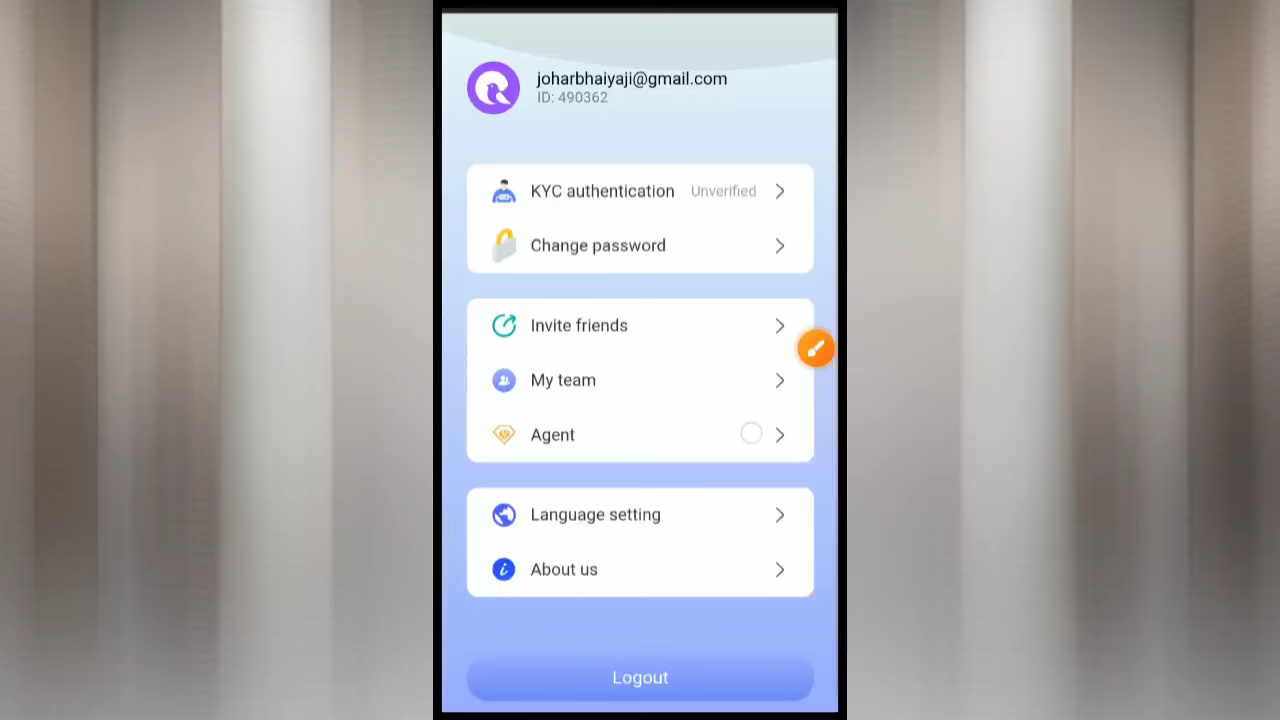 joharbhaiyaji@gmail.com
ID: 490362
KYC authentication Unverified
Change password
Invite friends
My team
Agent
Language setting
About us
Logout